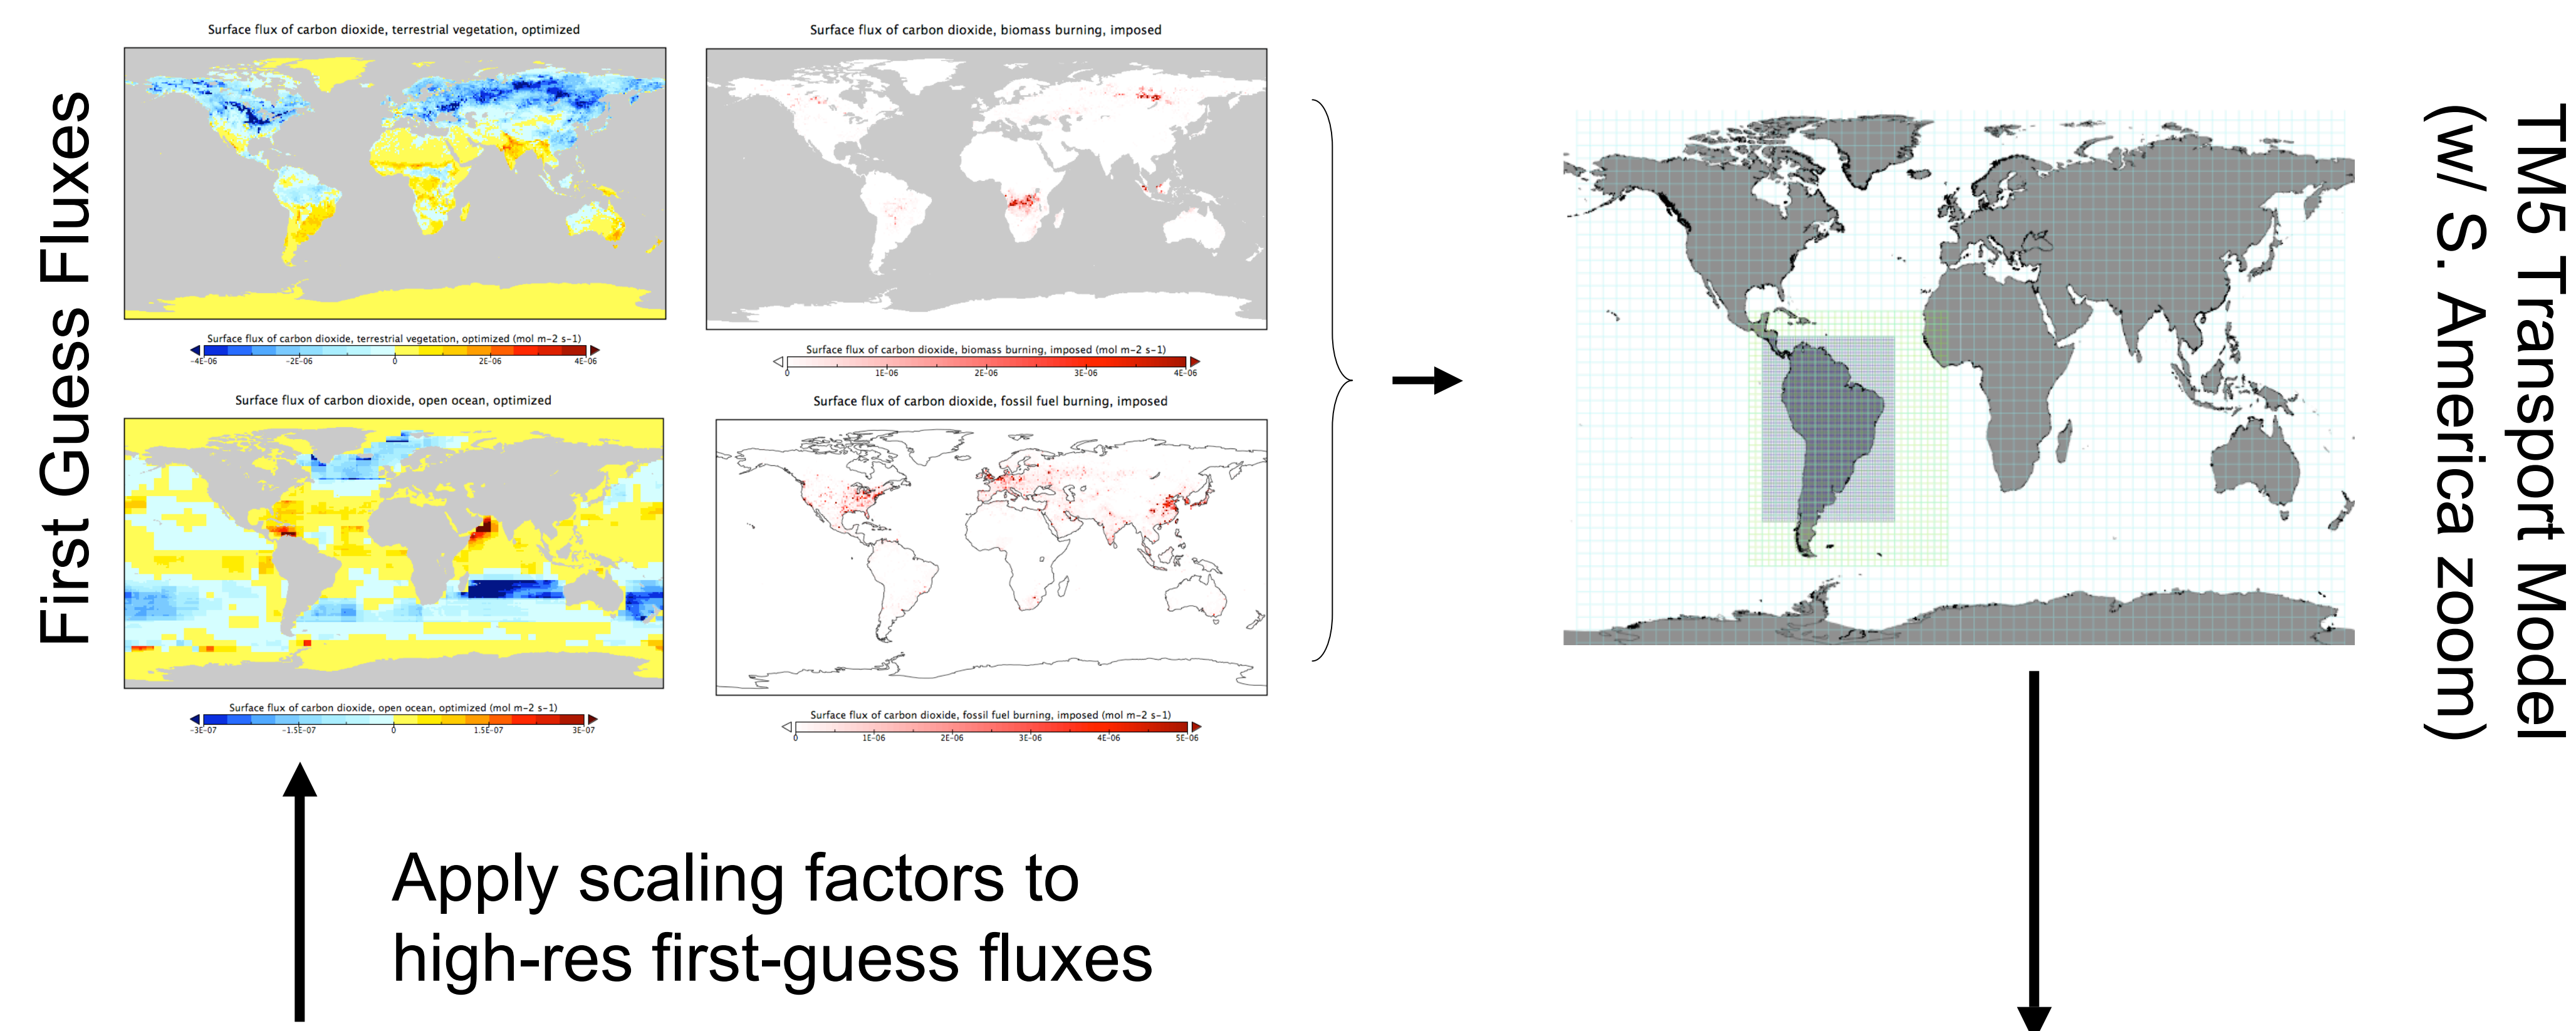 First Guess Fluxes
Surface flux of carbon dioxide, terrestrial vegetation, optimized
Surface flux of carbon dioxide, terrestrial vegetation, optimized (mol m-2 s-1)
-4E-06 -2E-06 0 2E-06 4E-06
Surface flux of carbon dioxide, biomass burning, imposed
Surface flux of carbon dioxide, biomass burning, imposed (mol m-2 s-1)
0 1E-06 2E-06 3E-06 4E-06
Surface flux of carbon dioxide, open ocean, optimized
Surface flux of carbon dioxide, open ocean, optimized (mol m-2 s-1)
-3E-07 -1.5E-07 0 1.5E-07 3E-07
Surface flux of carbon dioxide, fossil fuel burning, imposed
Surface flux of carbon dioxide, fossil fuel burning, imposed (mol m-2 s-1)
0 1E-06 2E-06 3E-06 4E-06 5E-06
TM5 Transport Model
(w/ S. America zoom)
Apply scaling factors to
high-res first-guess fluxes